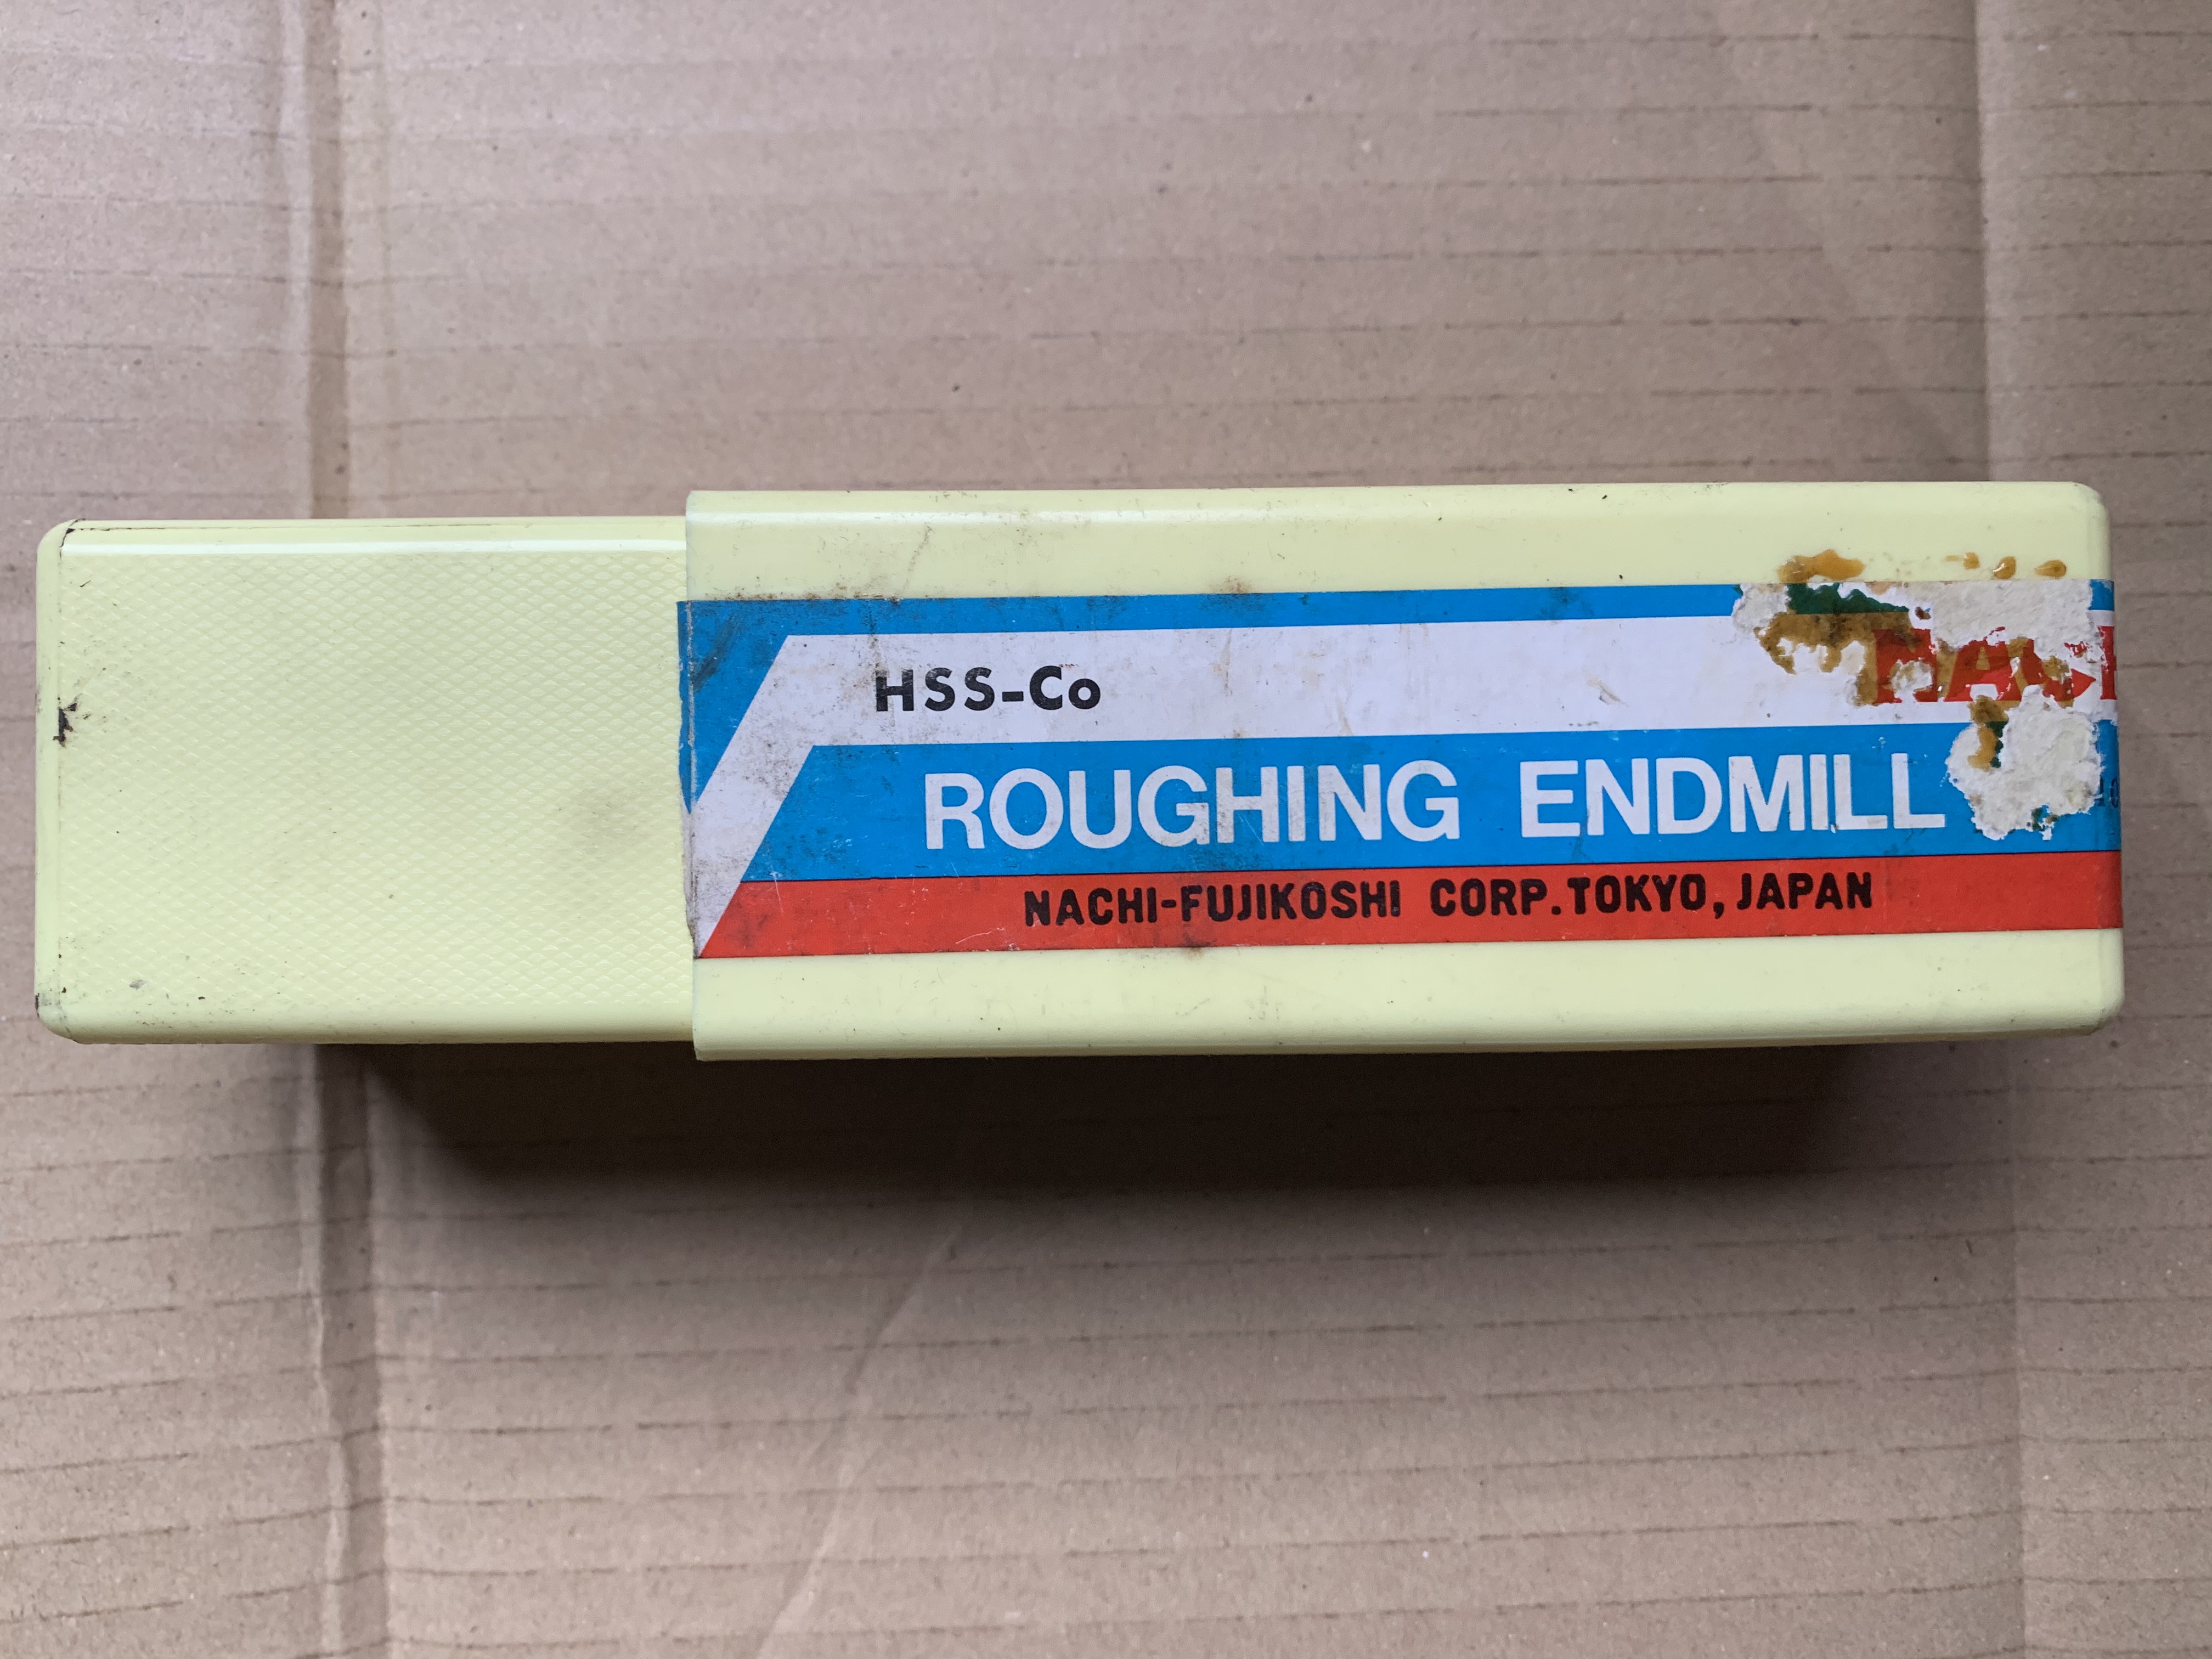 HSS-Co
ROUGHING ENDMILL
NACHI-FUJIKOSHI CORP. TOKYO, JAPAN